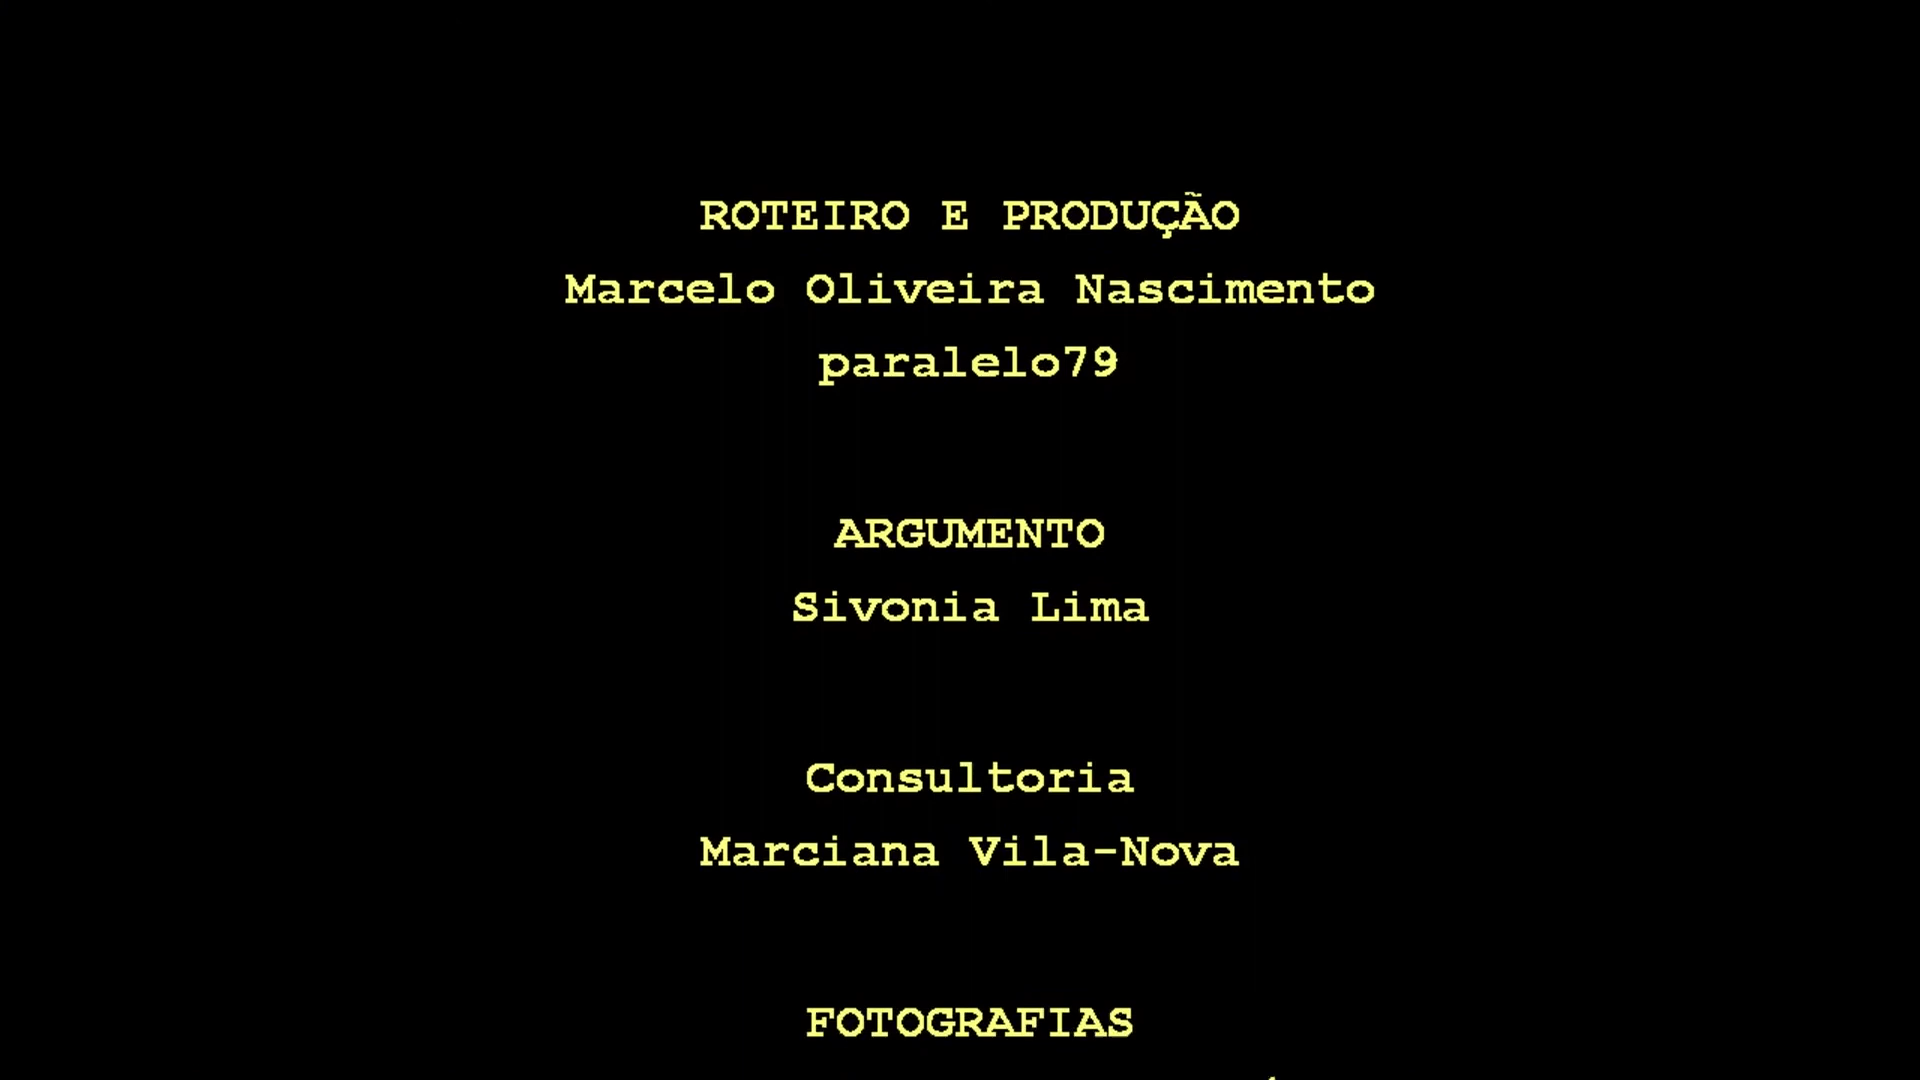 ROTEIRO E PRODUÇÃO
Marcelo Oliveira Nascimento
paralelo79
ARGUMENTO
Sivonia Lima
Consultoria
Marciana Vila-Nova
FOTOGRAFIAS